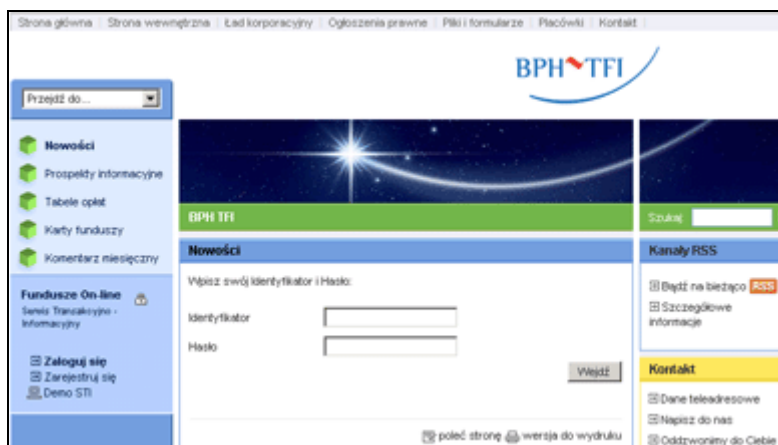 Strona główna | Strona wewnętrzna | Ład korporacyjny | Ogłoszenia prawne | Pliki i formularze | Placówki | Kontakt
BPH TFI
Przejdź do...
Nowości
Prospekty informacyjne
Tabele opłat
Karty funduszy
Komentarz miesięczny
Fundusze On-line
Serwis Transakcyjno -
Informacyjny
Zaloguj się
Zarejestruj się
Demo STI
BPH TFI
Nowości
Wpisz swój Identyfikator i Hasło:
Identyfikator
Hasło
Wejdź
poleć stronę wersja do wydruku
Szukaj:
Kanały RSS
Bądź na bieżąco RSS
Szczegółowe
informacje
Kontakt
Dane teleadresowe
Napisz do nas
Oddzwonimy do Ciebie